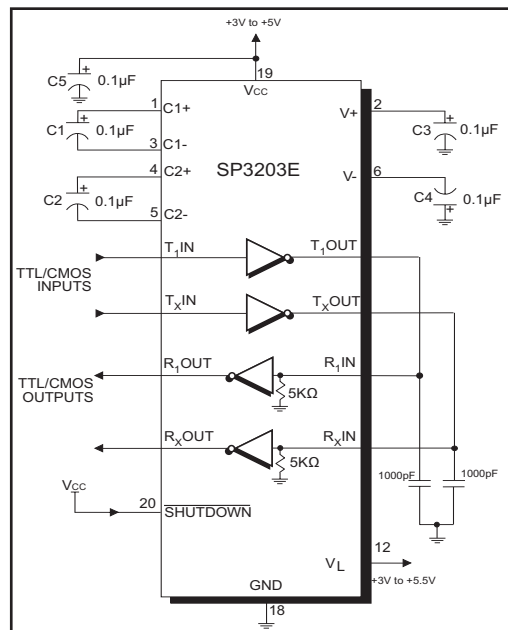 +3V to +5V
C5
+
0.1µF
19
VCC
1
C1+
V+
2
C1
+
0.1µF
C3
+
0.1µF
3
C1-
SP3203E
4
C2+
V-
6
C2
+
0.1µF
C4
+
0.1µF
5
C2-
T1IN
T1OUT
TTL/CMOS
INPUTS
TXIN
TXOUT
R1OUT
R1IN
TTL/CMOS
OUTPUTS
5KΩ
RXOUT
RXIN
5KΩ
1000pF
1000pF
VCC
20
SHUTDOWN
VL
12
+3V to +5.5V
GND
18